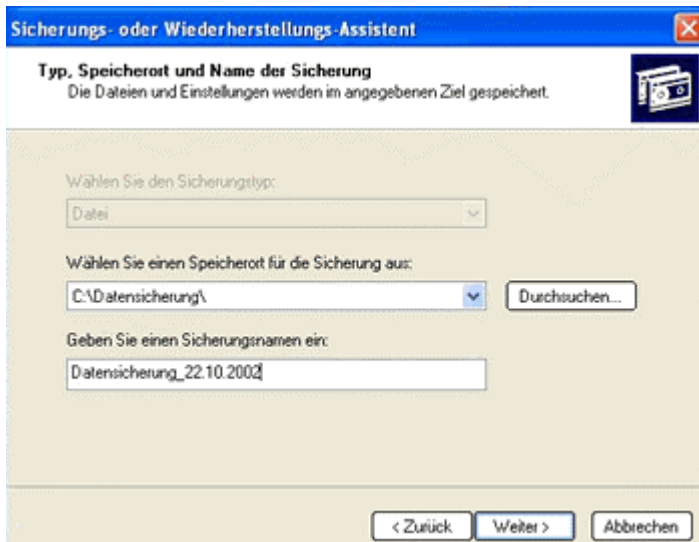 Sicherungs- oder Wiederherstellungs-Assistent
Typ, Speicherort und Name der Sicherung
Die Dateien und Einstellungen werden im angegebenen Ziel gespeichert.
Wählen Sie den Sicherungstyp:
Datei
Wählen Sie einen Speicherort für die Sicherung aus:
C:\Datensicherung\
Durchsuchen...
Geben Sie einen Sicherungsnamen ein:
Datensicherung_22.10.2002
< Zurück
Weiter >
Abbrechen